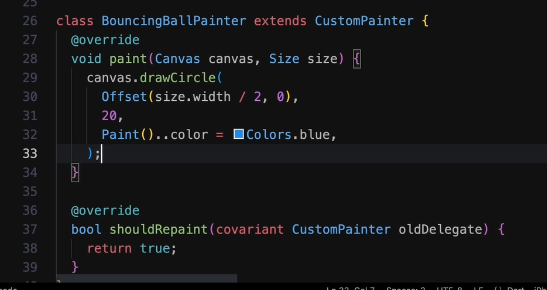 26 class BouncingBallPainter extends CustomPainter {
27 @override
28 void paint(Canvas canvas, Size size) {
29 canvas.drawCircle(
30 Offset(size.width / 2, 0),
31 20,
32 Paint()..color = Colors.blue,
33 );
34 }
35
36 @override
37 bool shouldRepaint(covariant CustomPainter oldDelegate) {
38 return true;
39 }